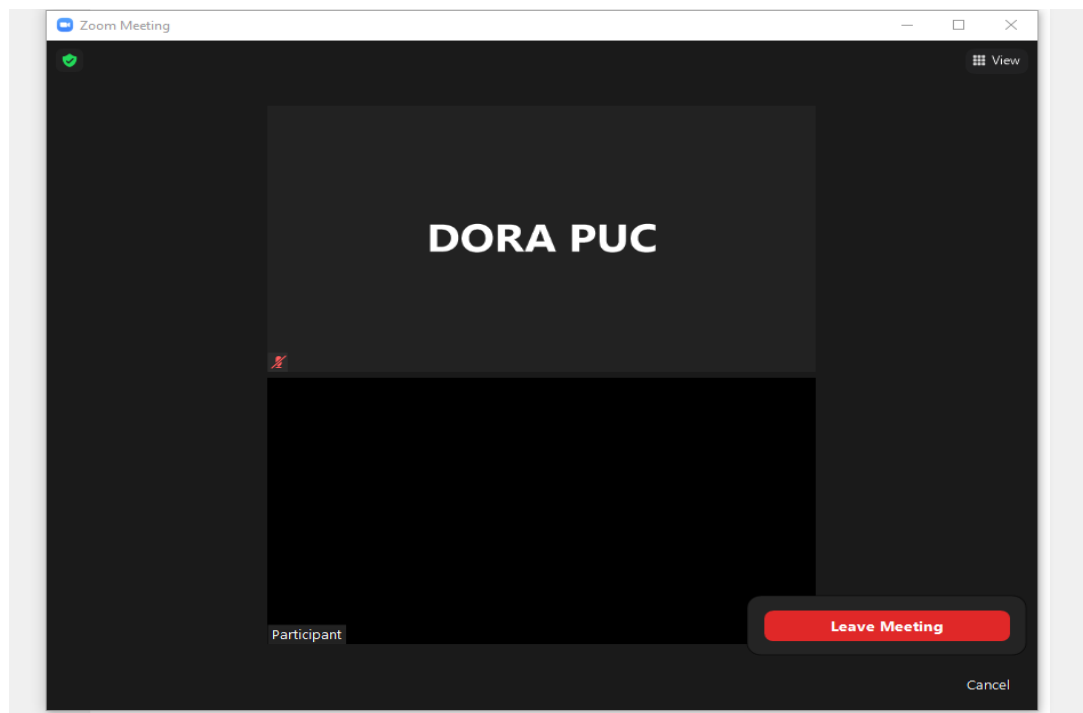 Zoom Meeting
View
DORA PUC
Participant
Leave Meeting
Cancel